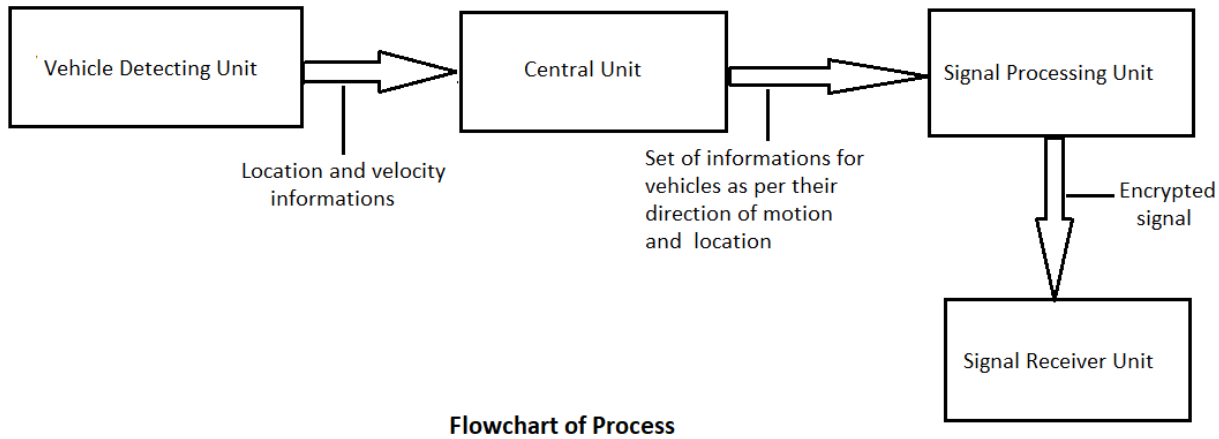 Vehicle Detecting Unit
Central Unit
Signal Processing Unit
Location and velocity
informations
Set of informations for
vehicles as per their
direction of motion
and location
Encrypted
signal
Signal Receiver Unit
Flowchart of Process